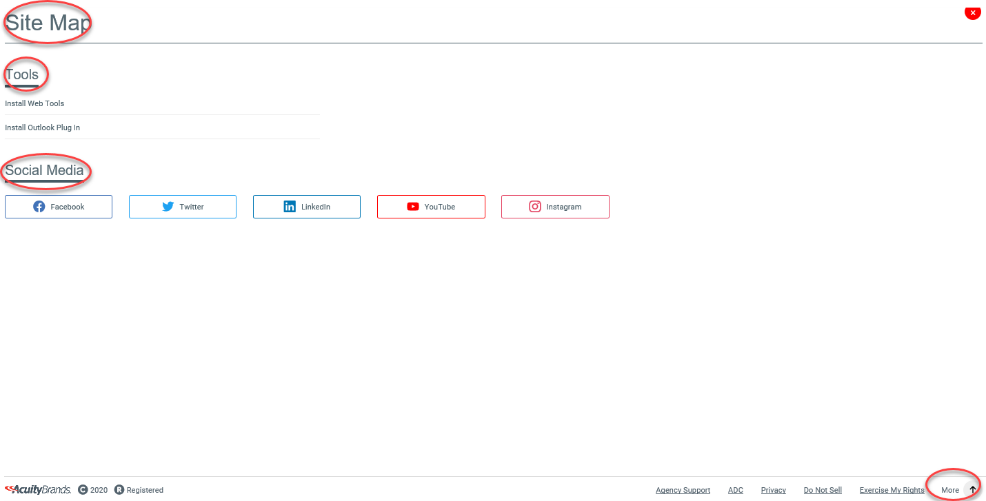 Site Map
Tools
Install Web Tools
Install Outlook Plug In
Social Media
Facebook Twitter LinkedIn YouTube Instagram
AcuityBrands. C 2020 R Registered Agency Support ADC Privacy Do Not Sell Exercise My Rights More